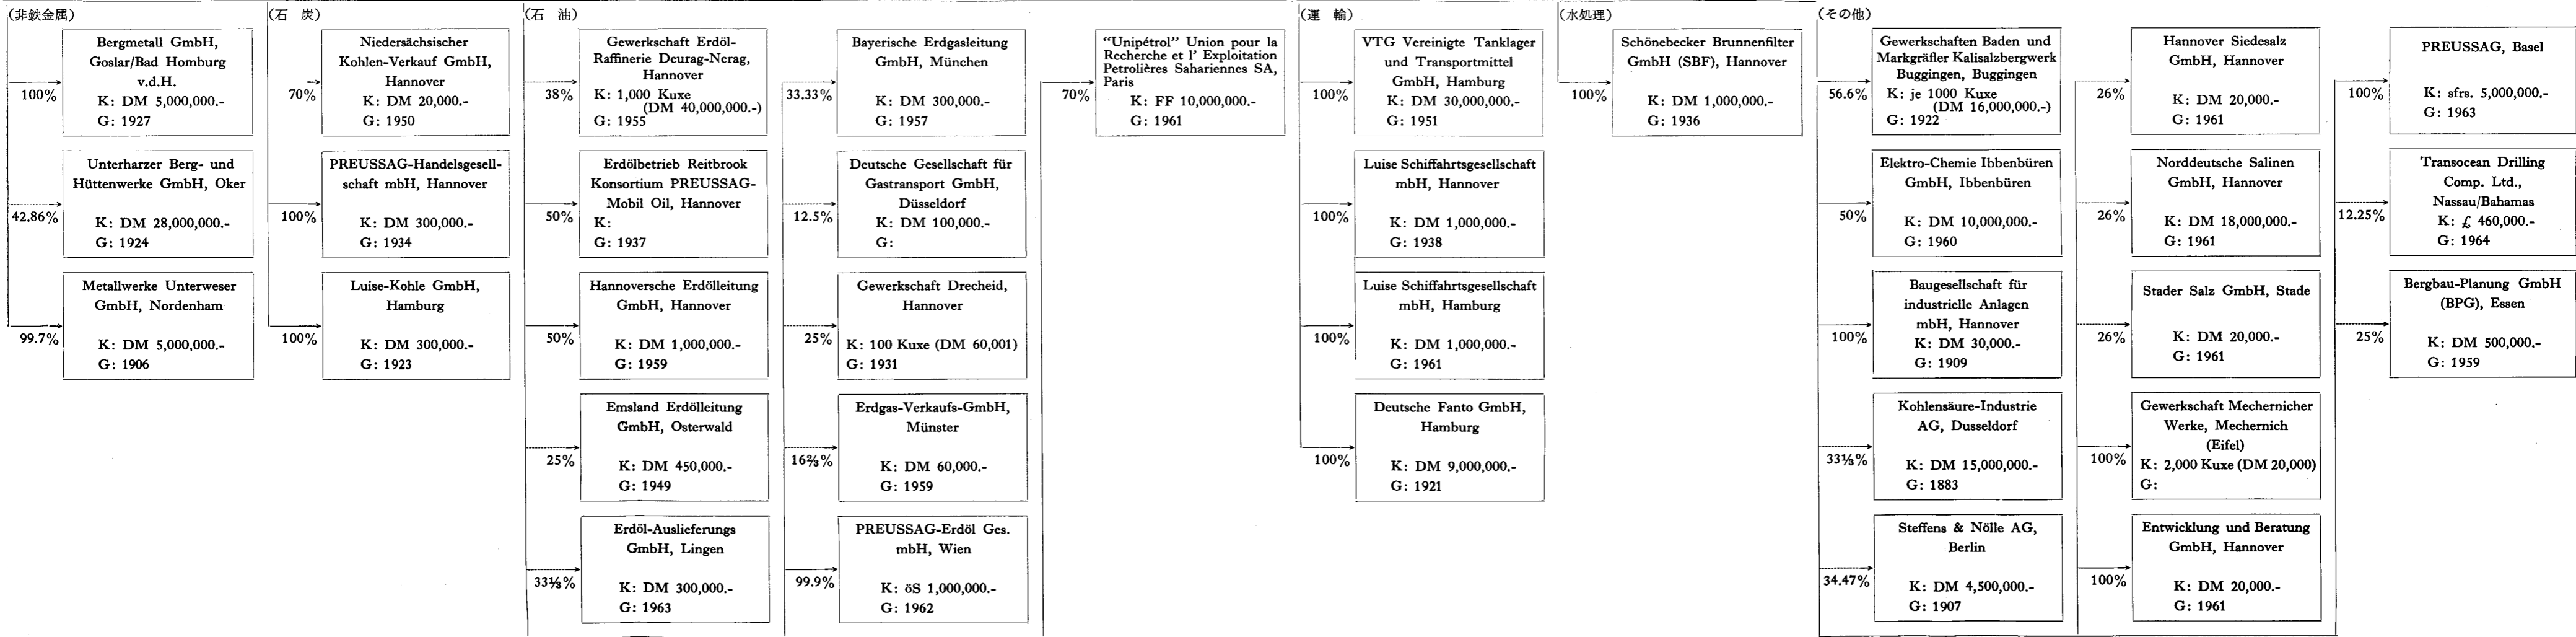 (非鉄金属)
100%
Bergmetall GmbH,
Goslar/Bad Homburg
v.d.H.
K: DM 5,000,000.-
G: 1927
42.86%
Unterharzer Berg- und
Hüttenwerke GmbH, Oker
K: DM 28,000,000.-
G: 1924
99.7%
Metallwerke Unterweser
GmbH, Nordenham
K: DM 5,000,000.-
G: 1906
(石 炭)
70%
Niedersächsischer
Kohlen-Verkauf GmbH,
Hannover
K: DM 20,000.-
G: 1950
100%
PREUSSAG-Handelsgesell-
schaft mbH, Hannover
K: DM 300,000.-
G: 1934
100%
Luise-Kohle GmbH,
Hamburg
K: DM 300,000.-
G: 1923
(石 油)
38%
Gewerkschaft Erdöl-
Raffinerie Deurag-Nerag,
Hannover
K: 1,000 Kuxe
(DM 40,000,000.-)
G: 1955
50%
Erdölbetrieb Reitbrook
Konsortium PREUSSAG-
Mobil Oil, Hannover
K:
G: 1937
50%
Hannoversche Erdölleitung
GmbH, Hannover
K: DM 1,000,000.-
G: 1959
25%
Emsland Erdölleitung
GmbH, Osterwald
K: DM 450,000.-
G: 1949
33⅓%
Erdöl-Auslieferungs
GmbH, Lingen
K: DM 300,000.-
G: 1963
33.33%
Bayerische Erdgasleitung
GmbH, München
K: DM 300,000.-
G: 1957
12.5%
Deutsche Gesellschaft für
Gastransport GmbH,
Düsseldorf
K: DM 100,000.-
G:
25%
Gewerkschaft Drecheid,
Hannover
K: 100 Kuxe (DM 60,001)
G: 1931
16⅔%
Erdgas-Verkaufs-GmbH,
Münster
K: DM 60,000.-
G: 1959
99.9%
PREUSSAG-Erdöl Ges.
mbH, Wien
K: öS 1,000,000.-
G: 1962
70%
“Unipétrol” Union pour la
Recherche et l’ Exploitation
Petrolières Sahariennes SA,
Paris
K: FF 10,000,000.-
G: 1961
(運 輸)
100%
VTG Vereinigte Tanklager
und Transportmittel
GmbH, Hamburg
K: DM 30,000,000.-
G: 1951
100%
Luise Schiffahrtsgesellschaft
mbH, Hannover
K: DM 1,000,000.-
G: 1938
100%
Luise Schiffahrtsgesellschaft
mbH, Hamburg
K: DM 1,000,000.-
G: 1961
100%
Deutsche Fanto GmbH,
Hamburg
K: DM 9,000,000.-
G: 1921
(水処理)
100%
Schönebecker Brunnenfilter
GmbH (SBF), Hannover
K: DM 1,000,000.-
G: 1936
(その他)
56.6%
Gewerkschaften Baden und
Markgräfler Kalisalzbergwerk
Buggingen, Buggingen
K: je 1000 Kuxe
(DM 16,000,000.-)
G: 1922
50%
Elektro-Chemie Ibbenbüren
GmbH, Ibbenbüren
K: DM 10,000,000.-
G: 1960
100%
Baugesellschaft für
industrielle Anlagen
mbH, Hannover
K: DM 30,000.-
G: 1909
33⅓%
Kohlensäure-Industrie
AG, Dusseldorf
K: DM 15,000,000.-
G: 1883
34.47%
Steffens & Nölle AG,
Berlin
K: DM 4,500,000.-
G: 1907
26%
Hannover Siedesalz
GmbH, Hannover
K: DM 20,000.-
G: 1961
26%
Norddeutsche Salinen
GmbH, Hannover
K: DM 18,000,000.-
G: 1961
26%
Stader Salz GmbH, Stade
K: DM 20,000.-
G: 1961
100%
Gewerkschaft Mechernicher
Werke, Mechernich
(Eifel)
K: 2,000 Kuxe (DM 20,000)
G:
100%
Entwicklung und Beratung
GmbH, Hannover
K: DM 20,000.-
G: 1961
100%
PREUSSAG, Basel
K: sfrs. 5,000,000.-
G: 1963
12.25%
Transocean Drilling
Comp. Ltd.,
Nassau/Bahamas
K: £ 460,000.-
G: 1964
25%
Bergbau-Planung GmbH
(BPG), Essen
K: DM 500,000.-
G: 1959